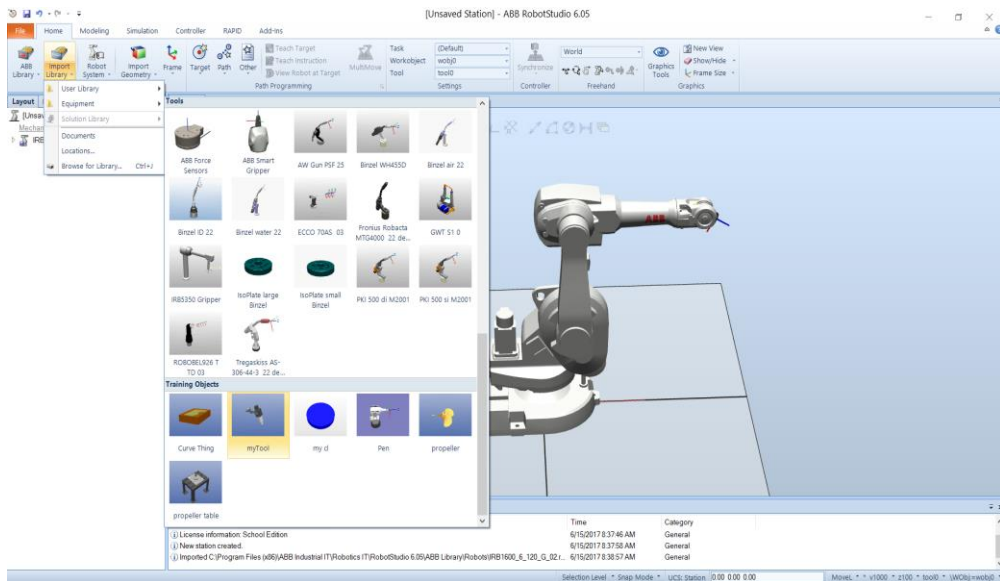 [Unsaved Station] - ABB RobotStudio 6.05
File Home Modeling Simulation Controller RAPID Add-Ins
ABB Library
Import Library
Robot System
Import Geometry
Frame
Target
Path
Other
Teach Target
Teach Instruction
View Robot at Target
MultiMove
Path Programming
Task (Default)
Workobject wobj0
Tool tool0
Settings
Synchronize
Controller
World
Freehand
Graphics Tools
New View
Show/Hide
Frame Size
Graphics
Layout
[Unsav
Mechan
IRE
User Library
Equipment
Solution Library
Documents
Locations...
Browse for Library... Ctrl+J
Tools
ABB Force Sensors
ABB Smart Gripper
AW Gun PSF 25
Binzel WH455D
Binzel air 22
Binzel ID 22
Binzel water 22
ECCO 70AS 03
Fronius Robacta MTG4000 22 de...
GWT S1 0
IRB5350 Gripper
IsoPlate large Binzel
IsoPlate small Binzel
PKI 500 di M2001
PKI 500 si M2001
ROBOBEL926 T TD 03
Tregaskiss AS-306-44-3 22 de...
Training Objects
Curve Thing
myTool
Pen
propeller
propeller table
ABB
Time Category
License information: School Edition 6/15/2017 8:37:46 AM General
New station created. 6/15/2017 8:37:58 AM General
Imported C:\Program Files (x86)\ABB Industrial IT\Robotics IT\RobotStudio 6.05\ABB Library\Robots\IRB1600_6_120_G_02.r... 6/15/2017 8:38:57 AM General
Selection Level Snap Mode UCS: Station 0.00 0.00 0.00 MoveL * v1000 z100 tool0 \WObj:=wobj0